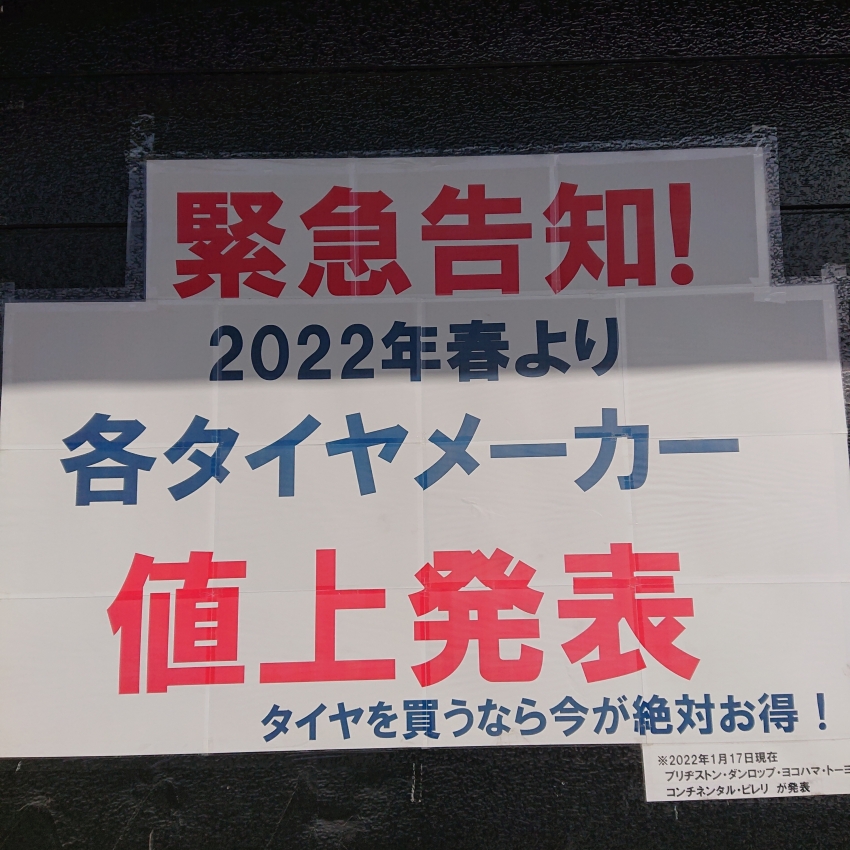 緊急告知!
2022年春より
各タイヤメーカー
値上発表
タイヤを買うなら今が絶対お得！
※2022年1月17日現在
ブリヂストン・ダンロップ・ヨコハマ・トーヨ
コンチネンタル・ピレリ が発表